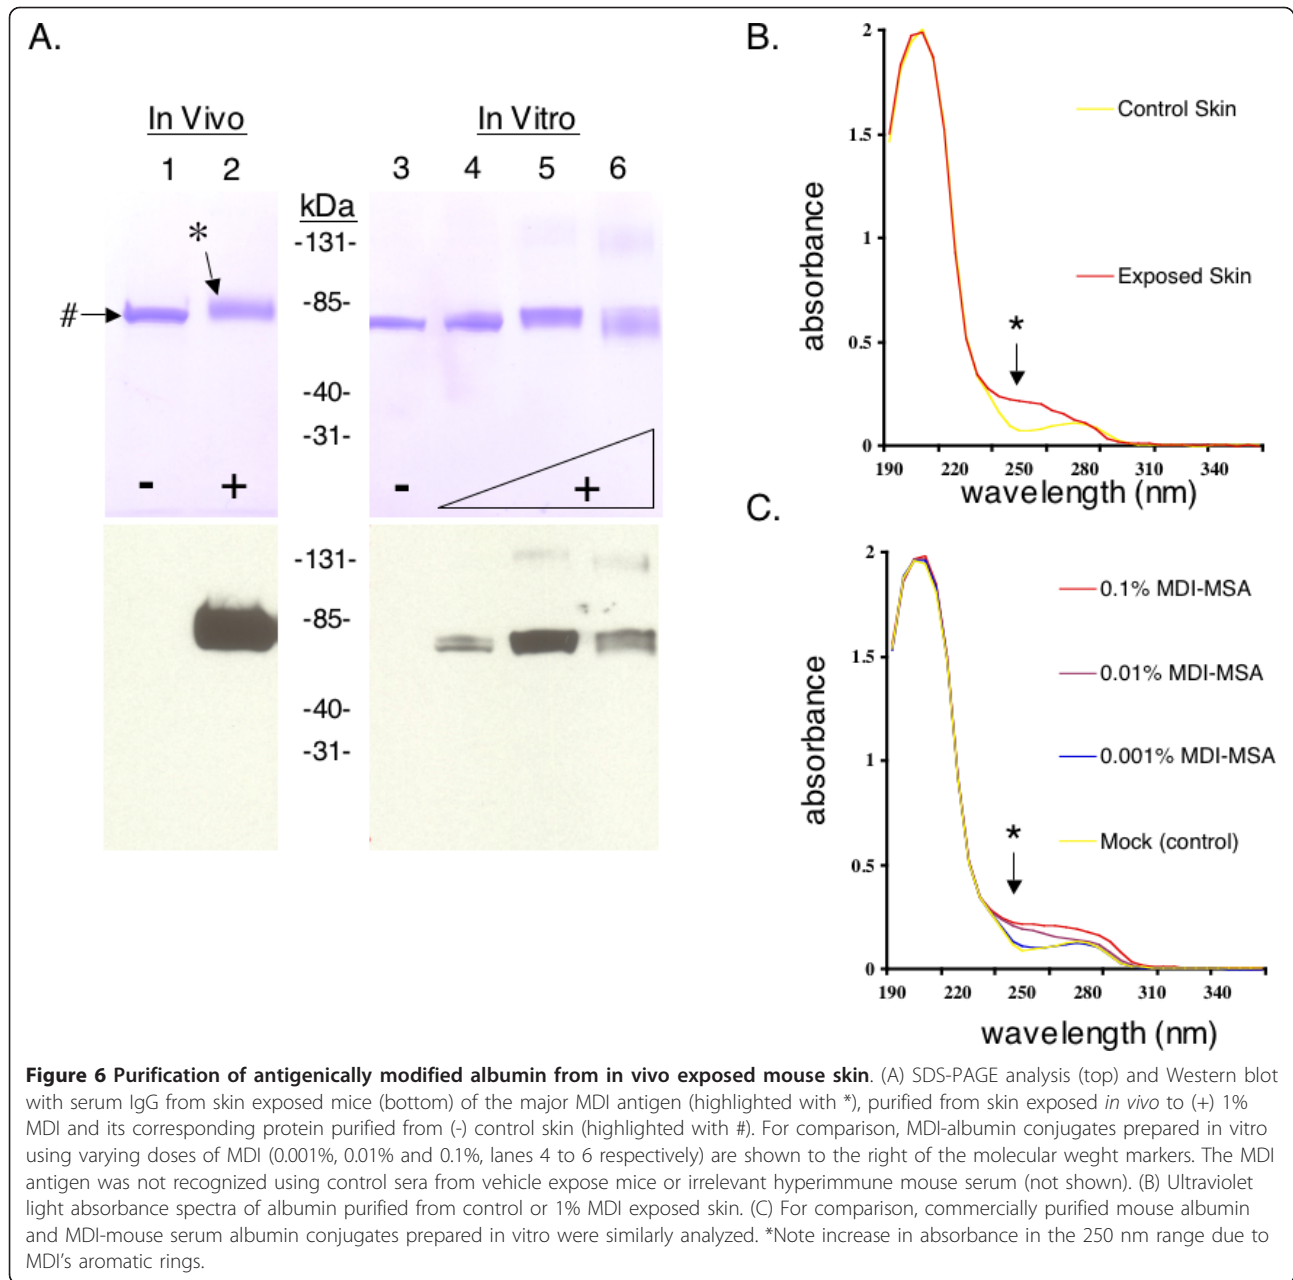 A.
In Vivo
In Vitro
1 2
3 4 5 6
kDa
*
-131-
#
-85-
-40-
-31-
- +
- +
-131-
-85-
-40-
-31-
B.
2
1.5
1
0.5
0
absorbance
Control Skin
Exposed Skin
*
190 220 250 280 310 340
wavelength (nm)
C.
2
1.5
1
0.5
0
absorbance
0.1% MDI-MSA
0.01% MDI-MSA
0.001% MDI-MSA
Mock (control)
*
190 220 250 280 310 340
wavelength (nm)
Figure 6 Purification of antigenically modified albumin from in vivo exposed mouse skin. (A) SDS-PAGE analysis (top) and Western blot
with serum IgG from skin exposed mice (bottom) of the major MDI antigen (highlighted with *), purified from skin exposed in vivo to (+) 1%
MDI and its corresponding protein purified from (-) control skin (highlighted with #). For comparison, MDI-albumin conjugates prepared in vitro
using varying doses of MDI (0.001%, 0.01% and 0.1%, lanes 4 to 6 respectively) are shown to the right of the molecular weght markers. The MDI
antigen was not recognized using control sera from vehicle expose mice or irrelevant hyperimmune mouse serum (not shown). (B) Ultraviolet
light absorbance spectra of albumin purified from control or 1% MDI exposed skin. (C) For comparison, commercially purified mouse albumin
and MDI-mouse serum albumin conjugates prepared in vitro were similarly analyzed. *Note increase in absorbance in the 250 nm range due to
MDI's aromatic rings.